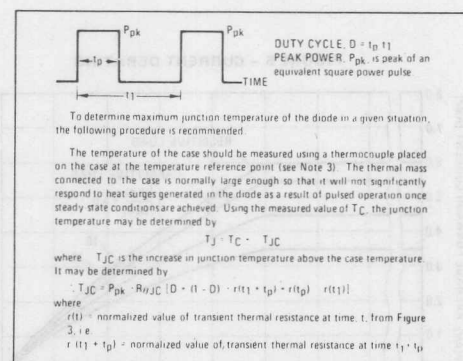 Ppk
Ppk
tp
TIME
t1
DUTY CYCLE, D = tp t1
PEAK POWER, Ppk, is peak of an
equivalent square power pulse
To determine maximum junction temperature of the diode in a given situation,
the following procedure is recommended
The temperature of the case should be measured using a thermocouple placed
on the case at the temperature reference point (see Note 3). The thermal mass
connected to the case is normally large enough so that it will not significantly
respond to heat surges generated in the diode as a result of pulsed operation once
steady state conditions are achieved. Using the measured value of TC, the junction
temperature may be determined by
TJ = TC - TJC
where TJC is the increase in junction temperature above the case temperature.
It may be determined by
TJC = Ppk · RθJC [D + (1 - D) · r(t1 + tp) + r(tp) r(t1)]
where
r(t) = normalized value of transient thermal resistance at time, t, from Figure
3, i.e.
r (t1 + tp) = normalized value of, transient thermal resistance at time t1 + tp